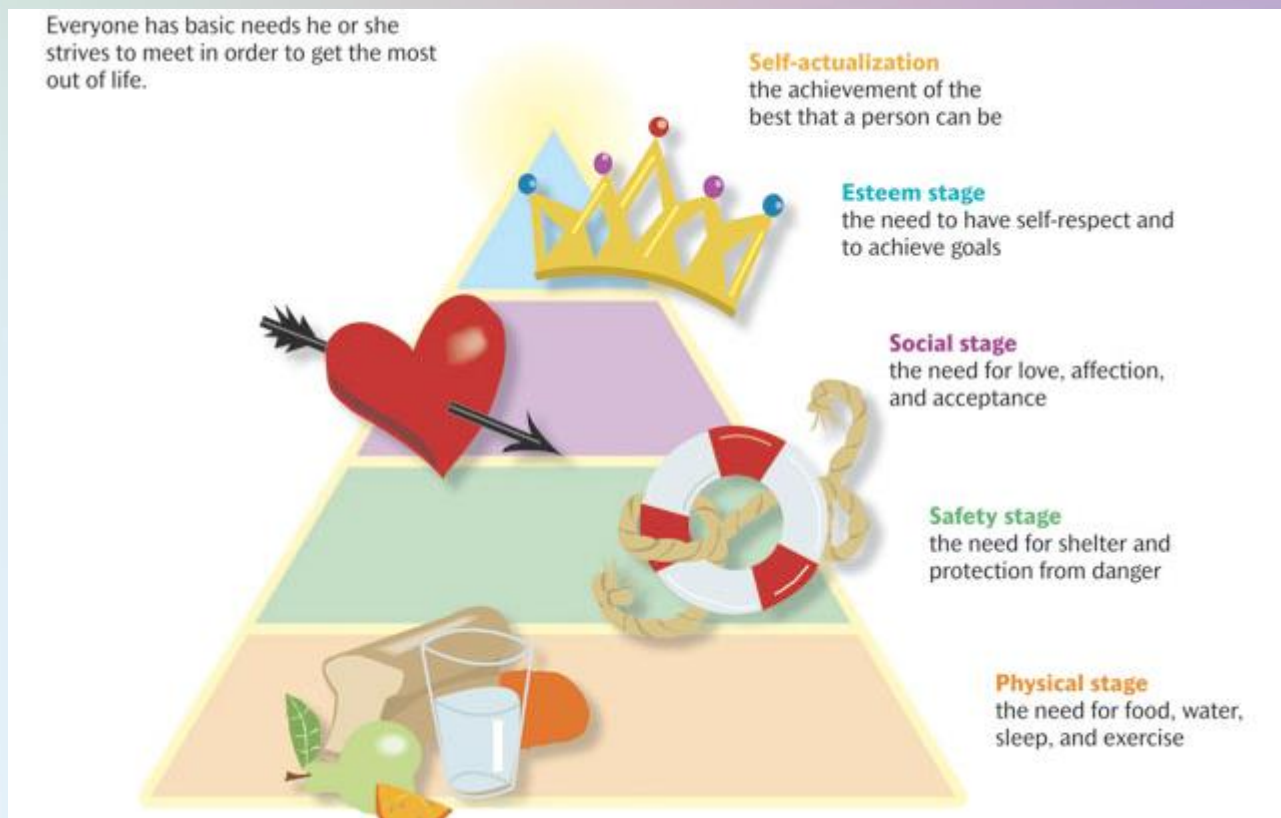 Everyone has basic needs he or she
strives to meet in order to get the most
out of life.
Self-actualization
the achievement of the
best that a person can be
Esteem stage
the need to have self-respect and
to achieve goals
Social stage
the need for love, affection,
and acceptance
Safety stage
the need for shelter and
protection from danger
Physical stage
the need for food, water,
sleep, and exercise